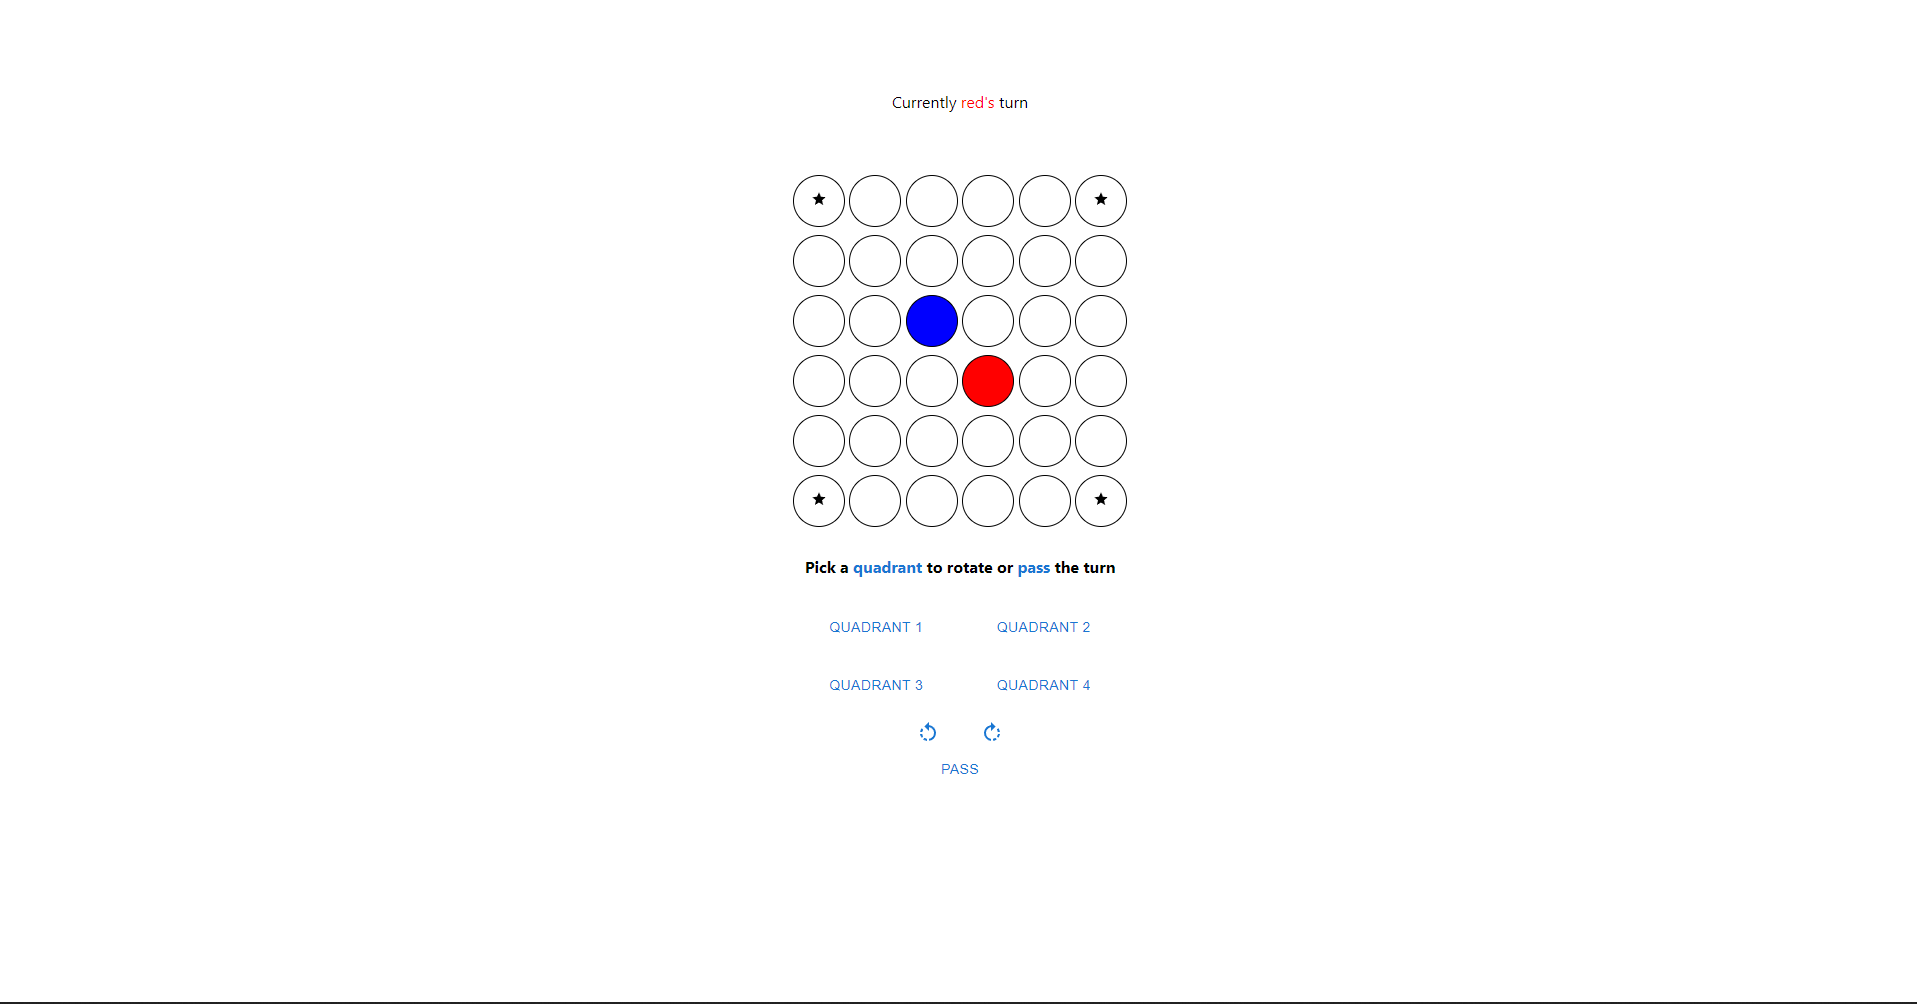 Currently red's turn
Pick a quadrant to rotate or pass the turn
QUADRANT 1 QUADRANT 2
QUADRANT 3 QUADRANT 4
PASS